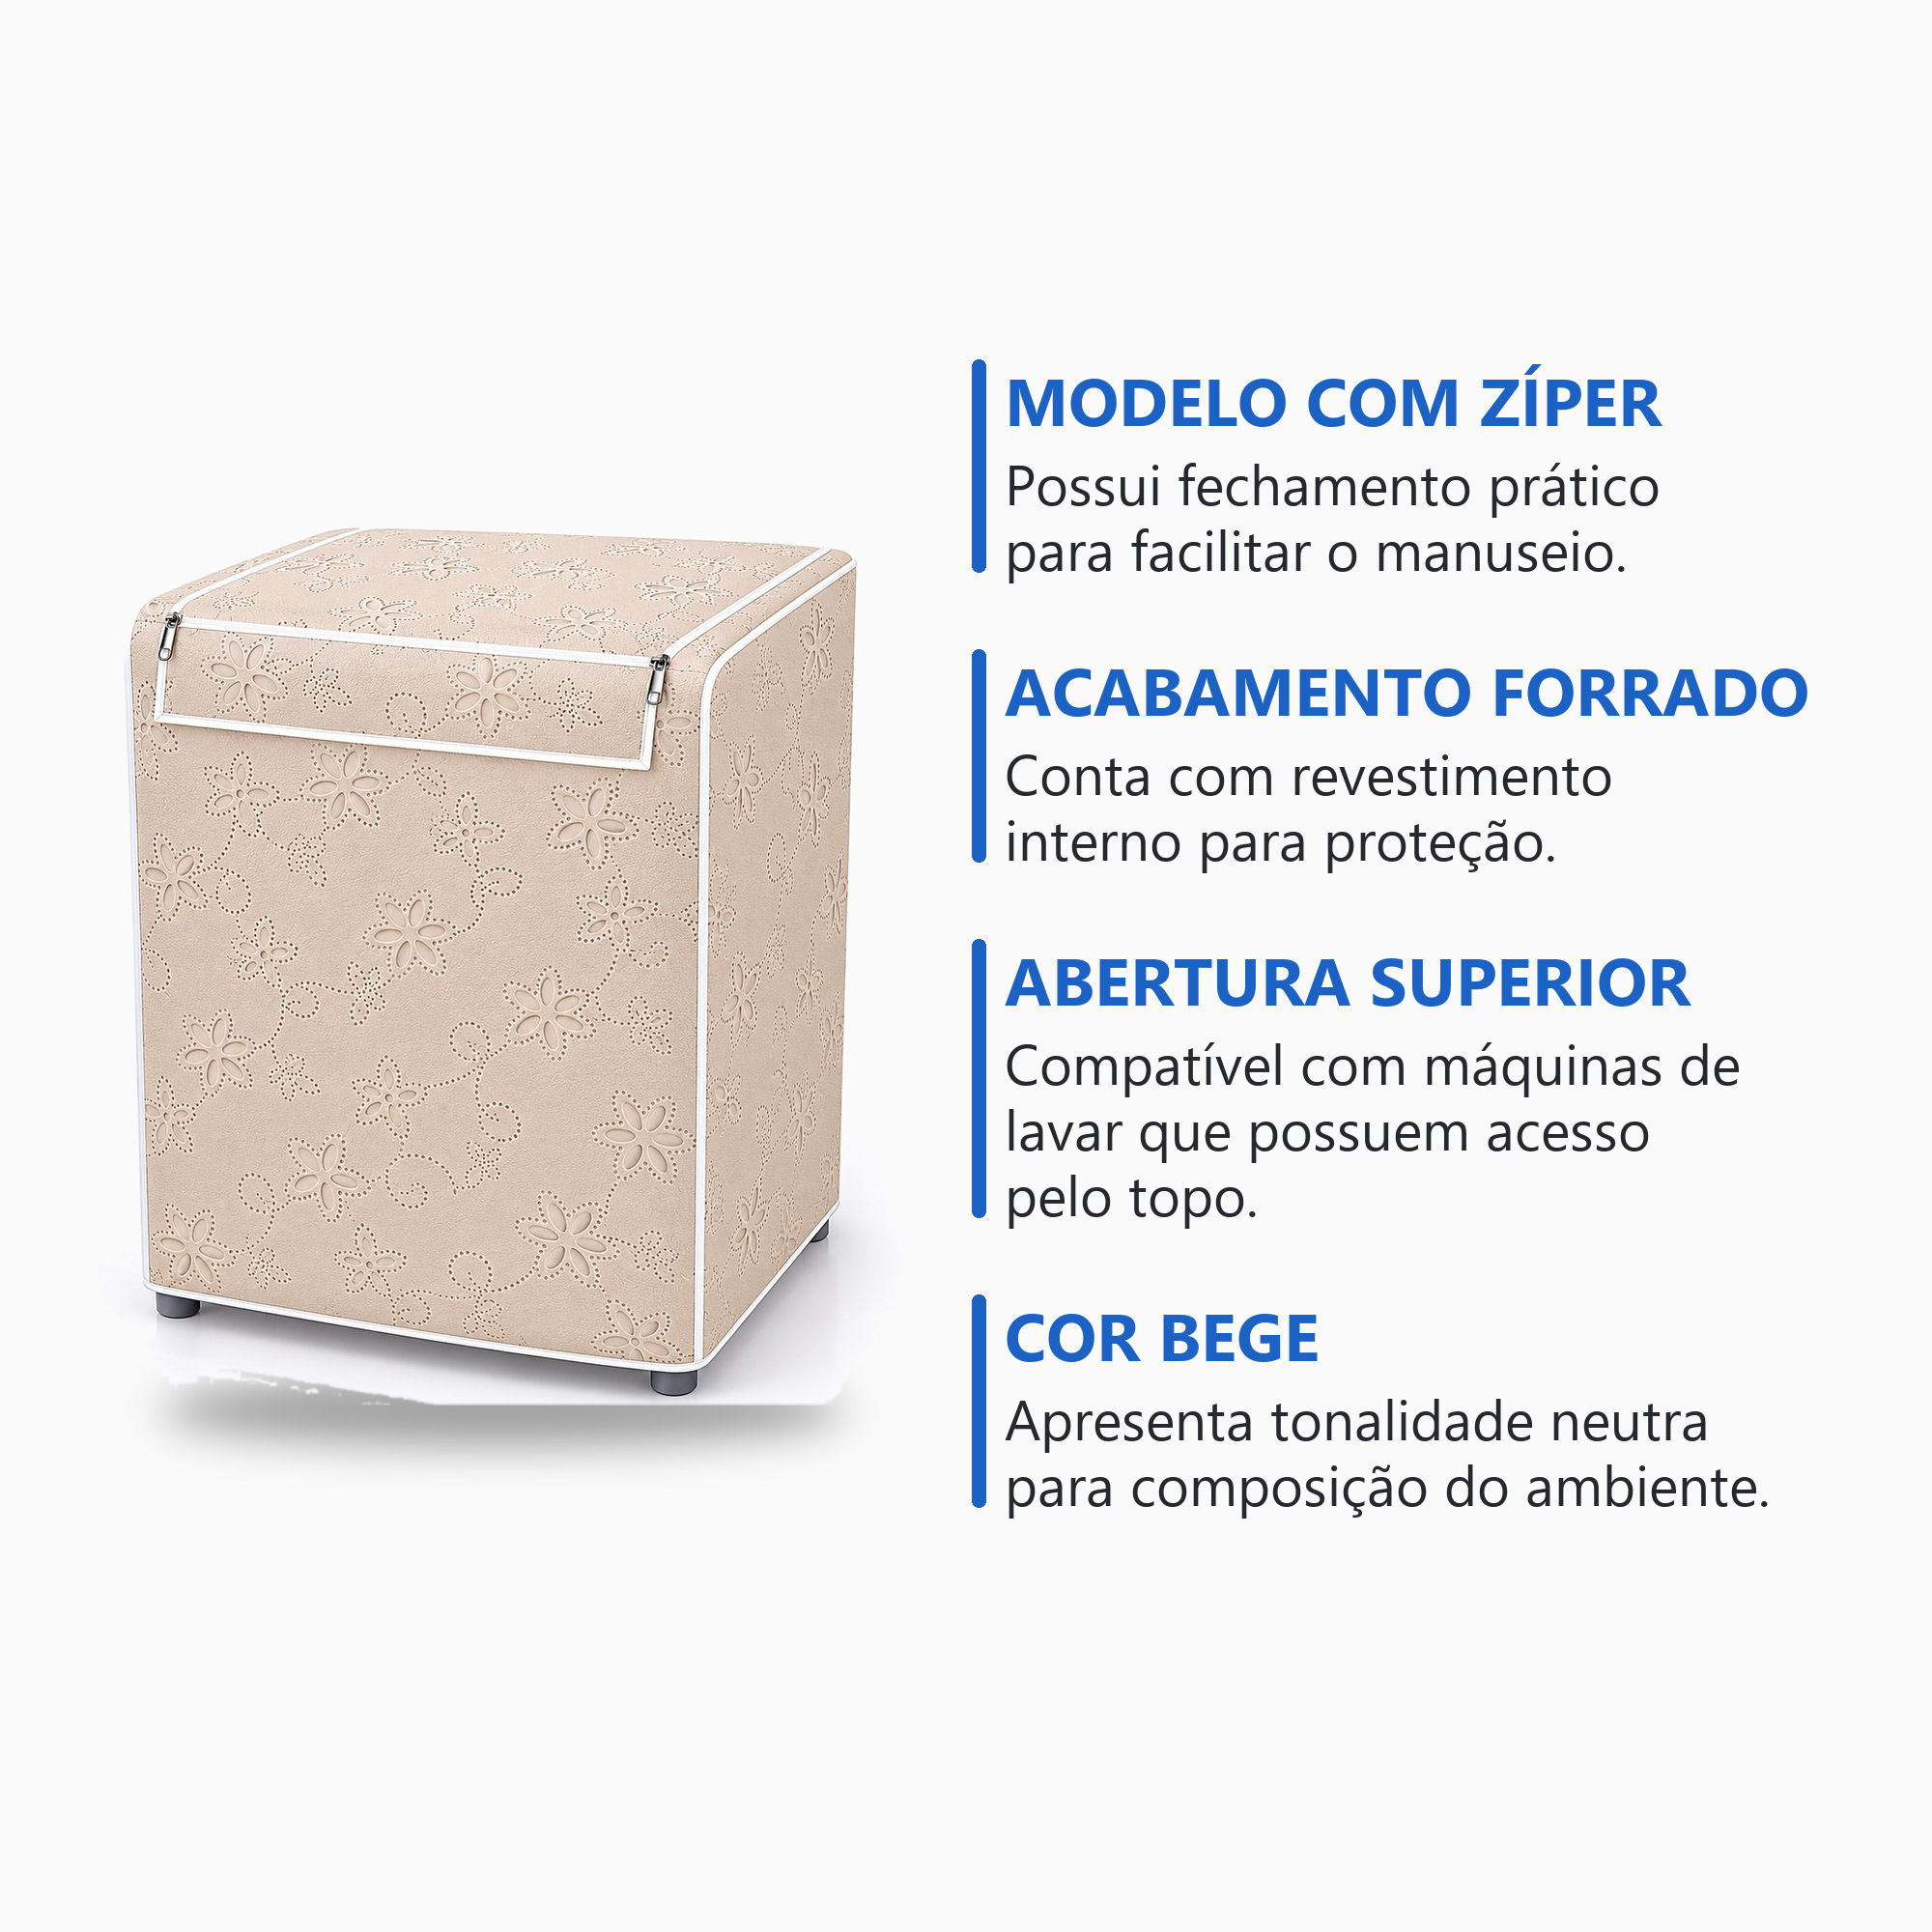 MODELO COM ZÍPER
Possui fechamento prático
para facilitar o manuseio.
ACABAMENTO FORRADO
Conta com revestimento
interno para proteção.
ABERTURA SUPERIOR
Compatível com máquinas de
lavar que possuem acesso
pelo topo.
COR BEGE
Apresenta tonalidade neutra
para composição do ambiente.